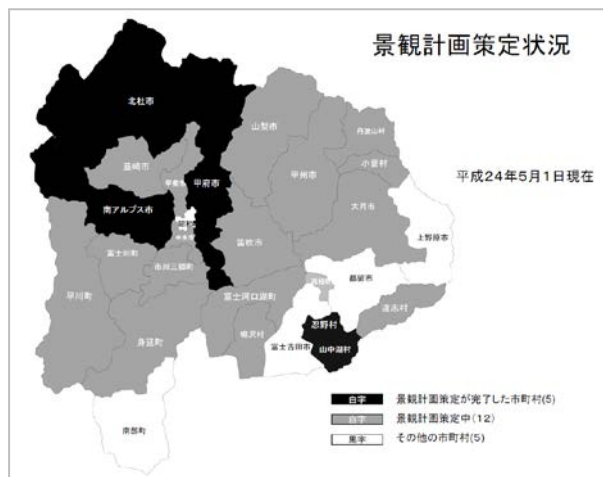 景観計画策定状況
平成24年5月1日現在
北杜市
山梨市
丹波山村
小菅村
韮崎市
甲斐市
甲府市
甲州市
南アルプス市
大月市
上野原市
笛吹市
富士川町
市川三郷町
早川町
都留市
西桂町
富士河口湖町
道志村
鳴沢村
忍野村
山中湖村
富士吉田市
身延町
南部町
白字 景観計画策定が完了した市町村(5)
白字 景観計画策定中(12)
黒字 その他の市町村(5)